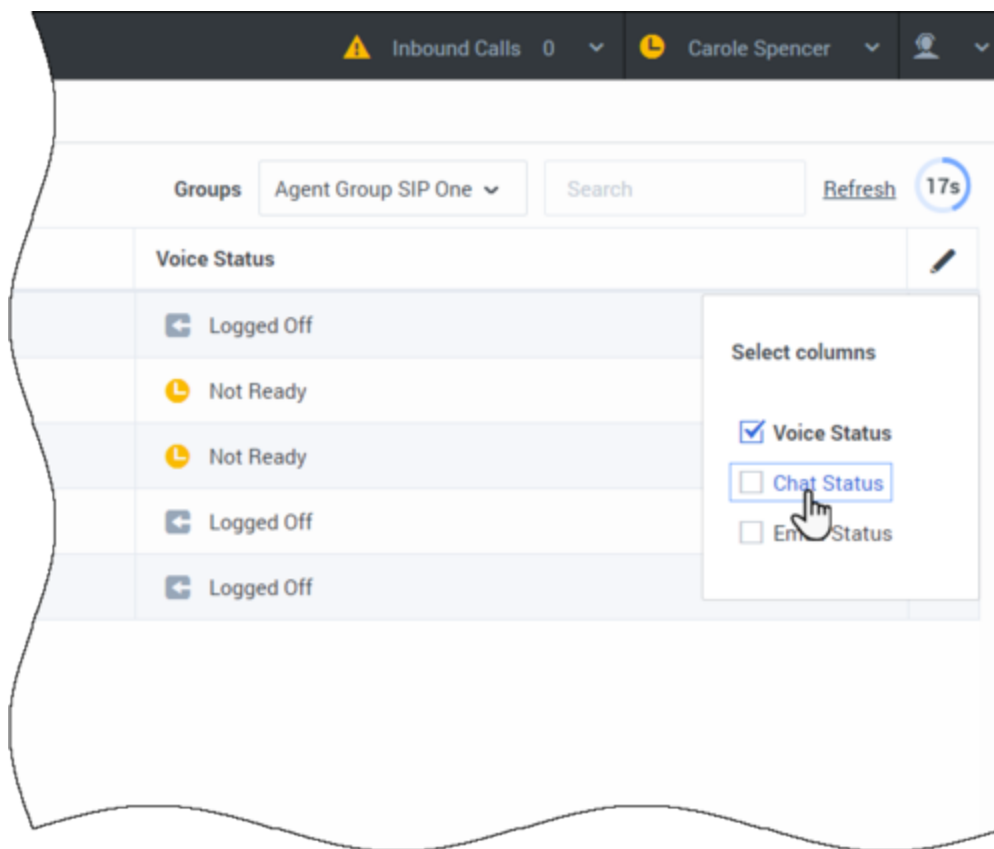 Inbound Calls 0 Carole Spencer
Groups Agent Group SIP One Search Refresh 17s
Voice Status
Logged Off
Not Ready
Not Ready
Logged Off
Logged Off
Select columns
Voice Status
Chat Status
Status